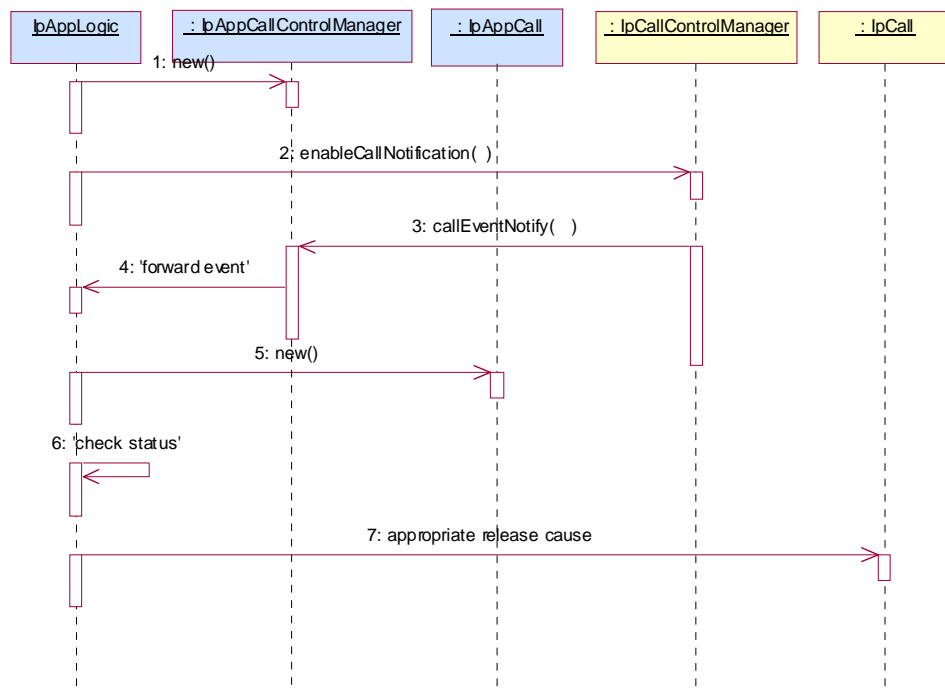 IpAppLogic
: IpAppCallControlManager
: IpAppCall
: IpCallControlManager
: IpCall
1: new()
2: enableCallNotification( )
3: callEventNotify( )
4: 'forward event'
5: new()
6: 'check status'
7: appropriate release cause